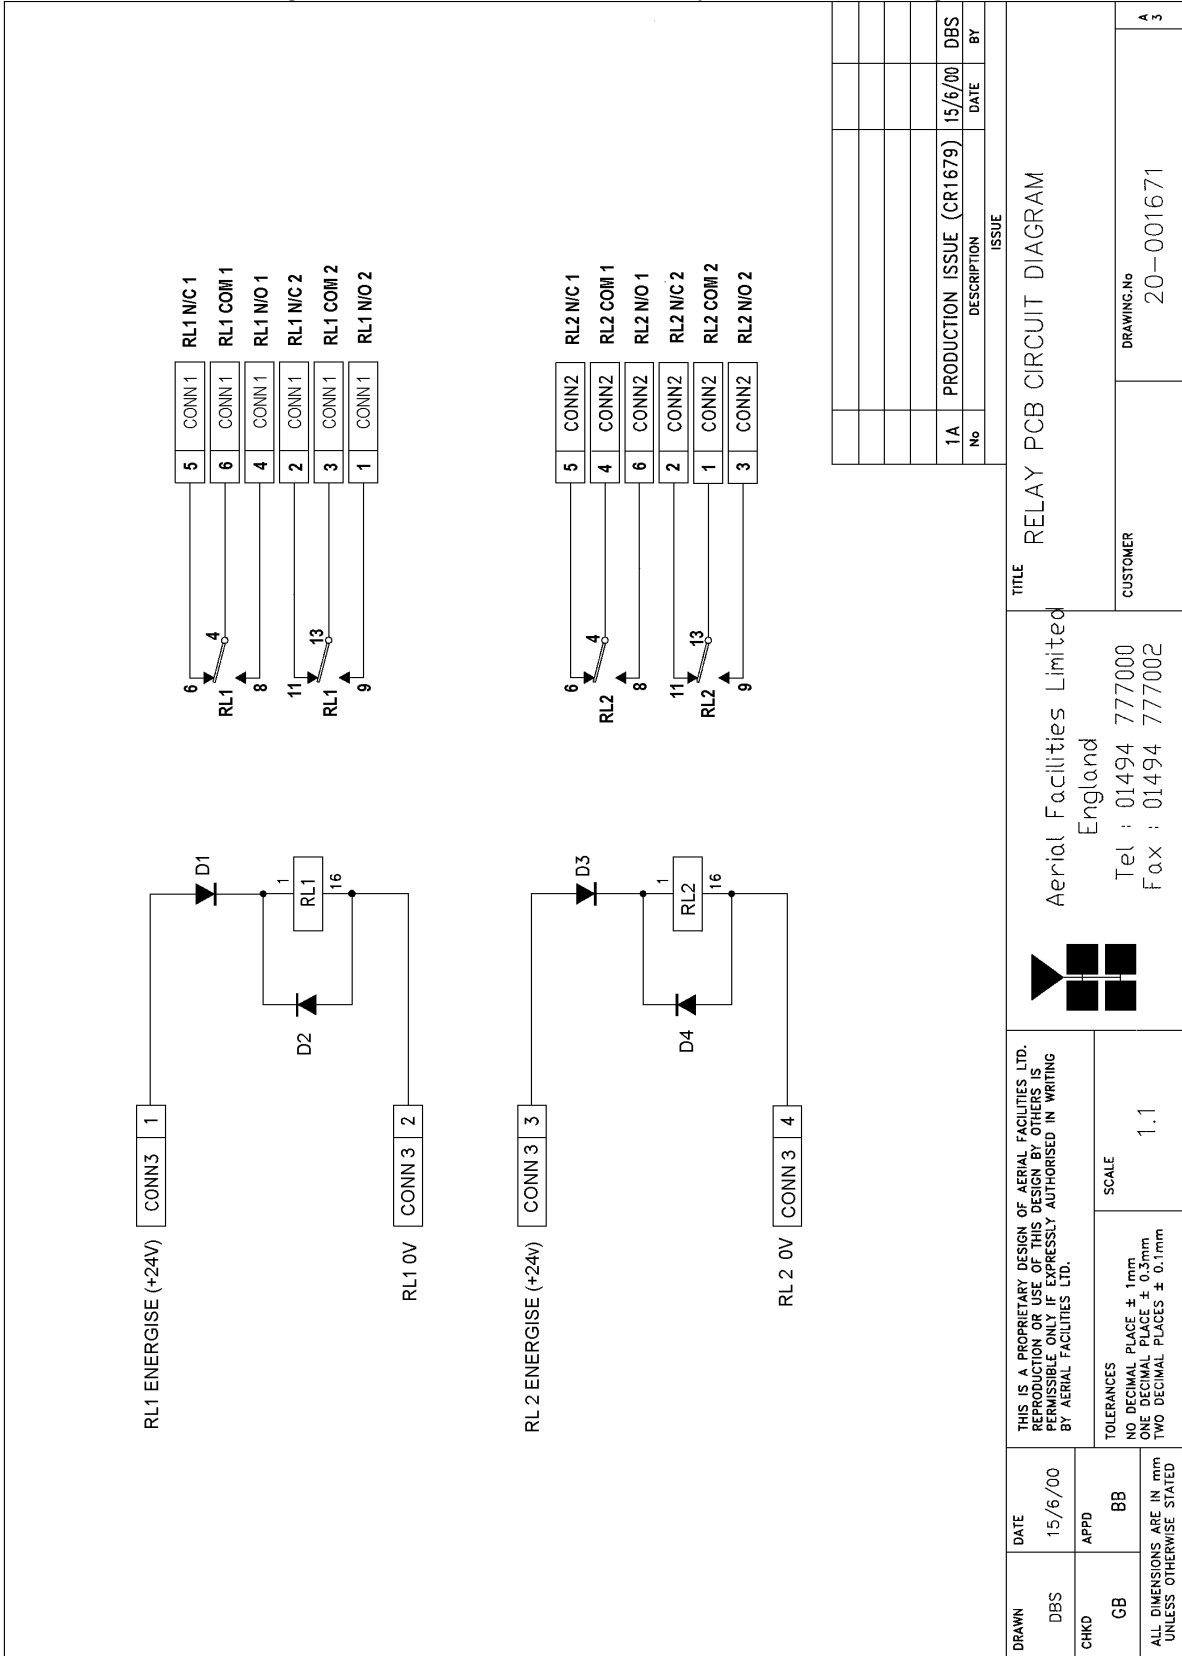 RL1 ENERGISE (+24V) CONN3 1
D1
D2
1 RL1 16
RL1 0V CONN 3 2
RL 2 ENERGISE (+24v) CONN 3 3
D3
D4
1 RL2 16
RL 2 0V CONN 3 4
6 5 CONN1 RL1 N/C 1
RL1 4 6 CONN1 RL1 COM 1
8 4 CONN1 RL1 N/O 1
11 2 CONN1 RL1 N/C 2
RL1 13 3 CONN1 RL1 COM 2
9 1 CONN1 RL1 N/O 2
6 5 CONN2 RL2 N/C 1
RL2 4 4 CONN2 RL2 COM 1
8 6 CONN2 RL2 N/O 1
11 2 CONN2 RL2 N/C 2
RL2 13 1 CONN2 RL2 COM 2
9 3 CONN2 RL2 N/O 2
1A PRODUCTION ISSUE (CR1679) 15/6/00 DBS
No DESCRIPTION DATE BY
ISSUE
DRAWN
DBS
DATE
15/6/00
CHKD
GB
APPD
BB
ALL DIMENSIONS ARE IN mm
UNLESS OTHERWISE STATED
THIS IS A PROPRIETARY DESIGN OF AERIAL FACILITIES LTD.
REPRODUCTION OR USE OF THIS DESIGN BY OTHERS IS
PERMISSIBLE ONLY IF EXPRESSLY AUTHORISED IN WRITING
BY AERIAL FACILITIES LTD.
TOLERANCES
NO DECIMAL PLACE ± 1mm
ONE DECIMAL PLACE ± 0.3mm
TWO DECIMAL PLACES ± 0.1mm
SCALE
1.1
Aerial Facilities Limited
England
Tel : 01494 777000
Fax : 01494 777002
TITLE
RELAY PCB CIRCUIT DIAGRAM
CUSTOMER
DRAWING.No
20-001671
A
3